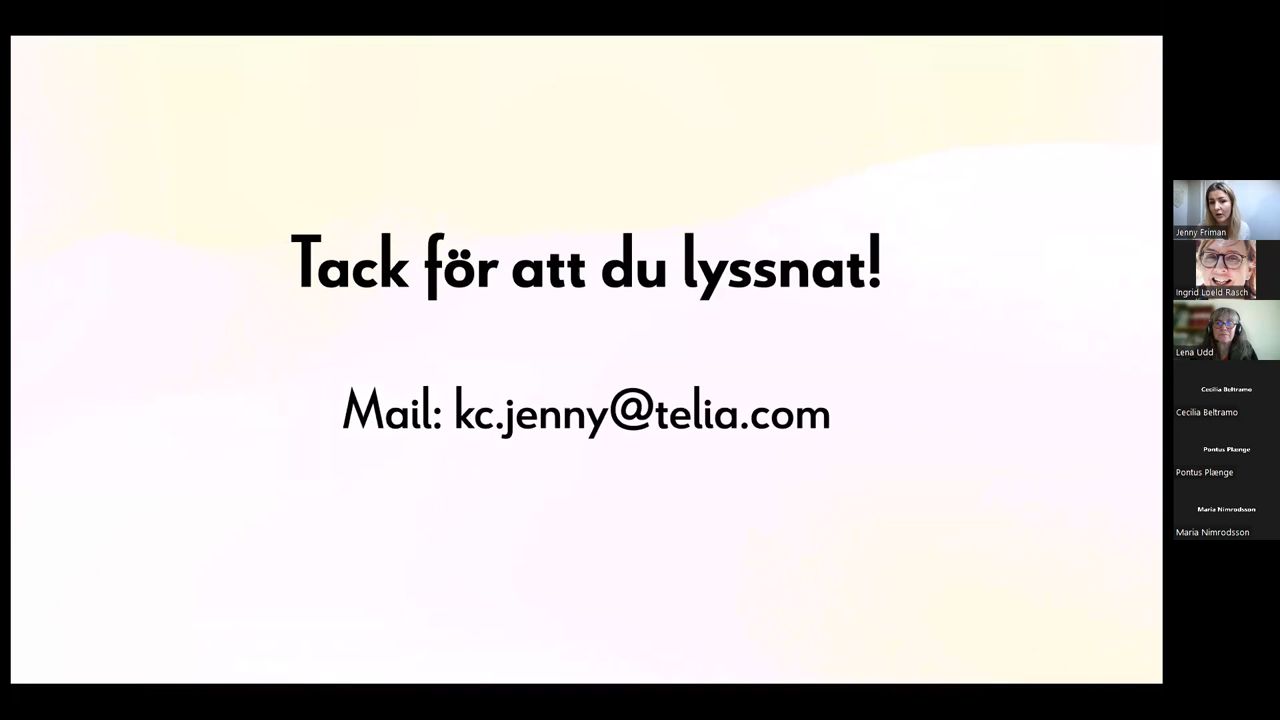 Tack för att du lyssnat!
Mail: kc.jenny@telia.com
Jenny Friman
Ingrid Loeld Rasch
Lena Udd
Cecilia Beltramo
Cecilia Beltramo
Pontus Plænge
Pontus Plænge
Maria Nimrodsson
Maria Nimrodsson